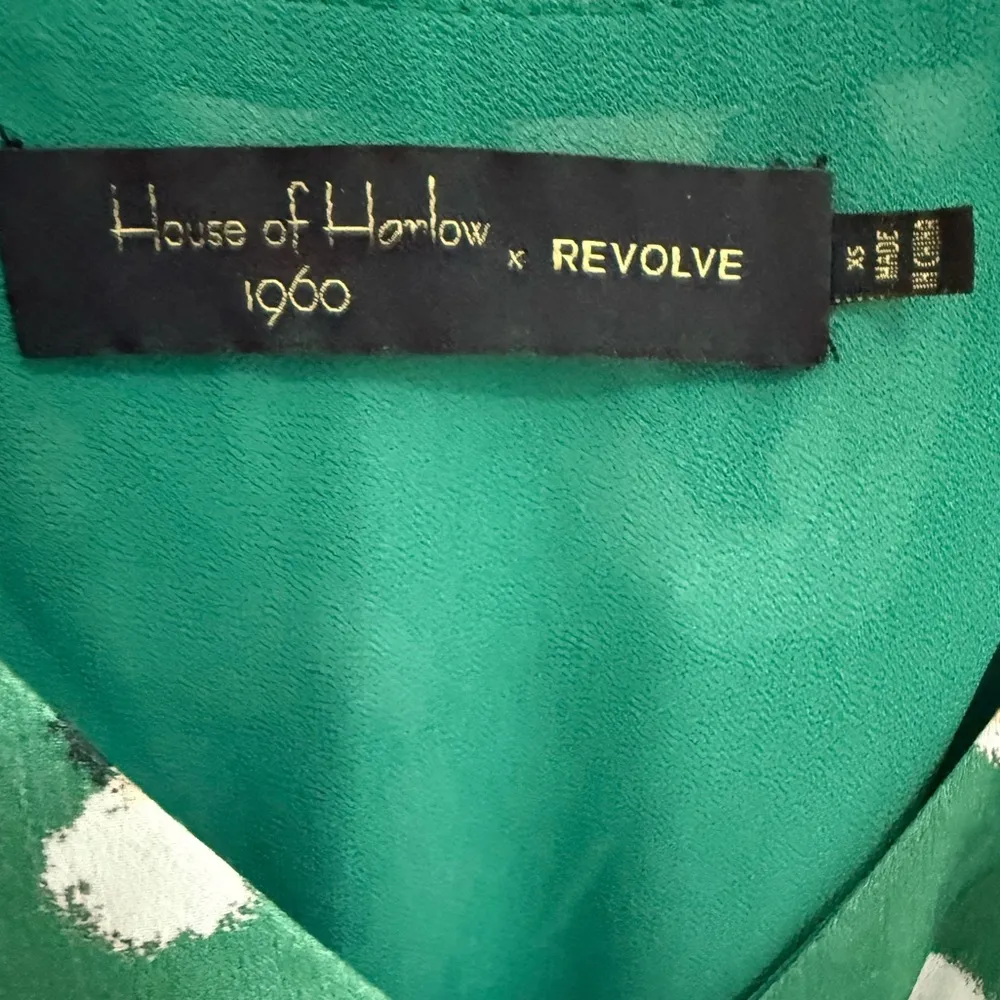 House of Harlow
1960
x REVOLVE
XS
MADE
IN CHINA